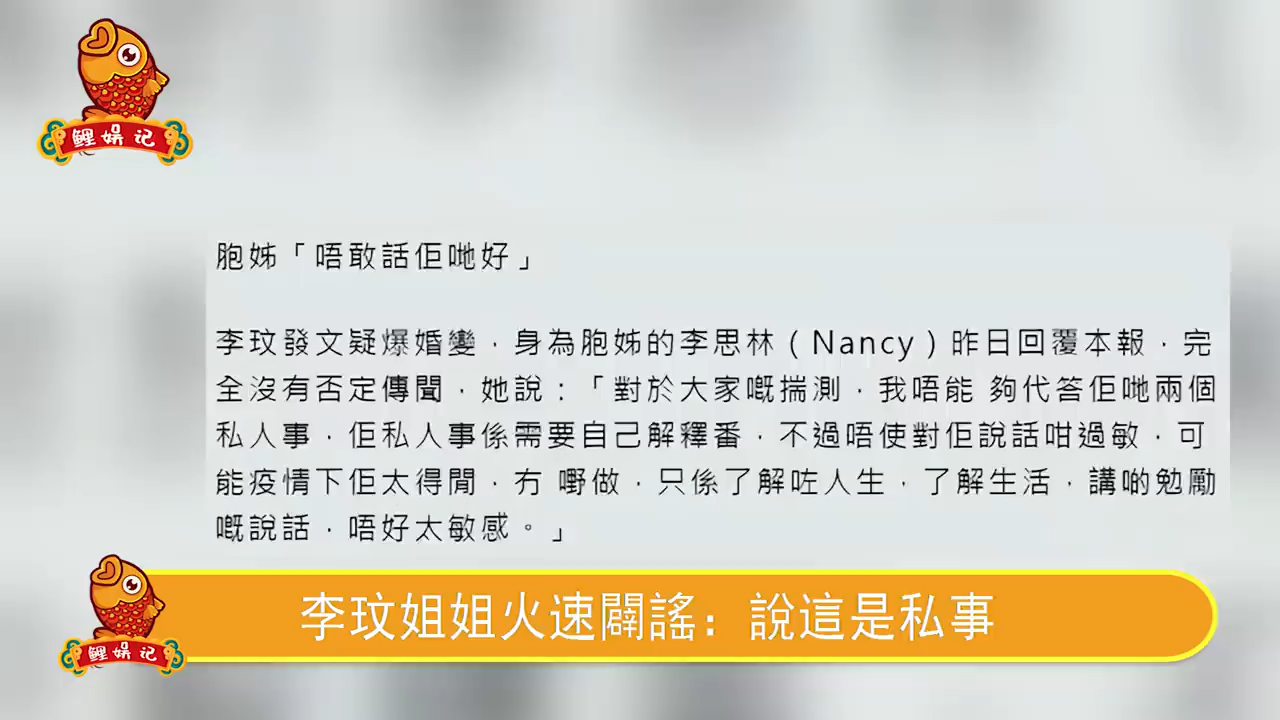 鲤娱记
胞姊「唔敢話佢哋好」
李玟發文疑爆婚變，身為胞姊的李思林（Nancy）昨日回覆本報，完
全沒有否定傳聞，她說：「對於大家嘅揣測，我唔能 夠代答佢哋兩個
私人事，佢私人事係需要自己解釋番，不過唔使對佢說話咁過敏，可
能疫情下佢太得閒，冇 嘢做，只係了解咗人生，了解生活，講啲勉勵
嘅說話，唔好太敏感。」
李玟姐姐火速闢謠：說這是私事
鲤娱记